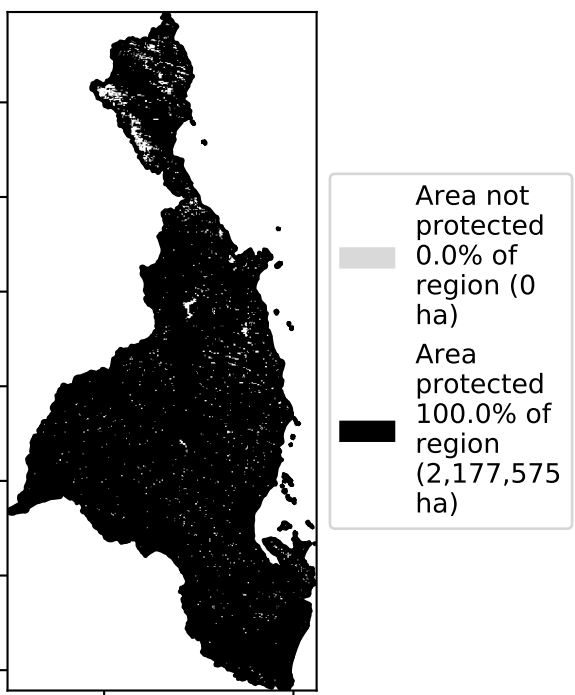 Area not
protected
0.0% of
region (0
ha)
Area
protected
100.0% of
region
(2,177,575
ha)